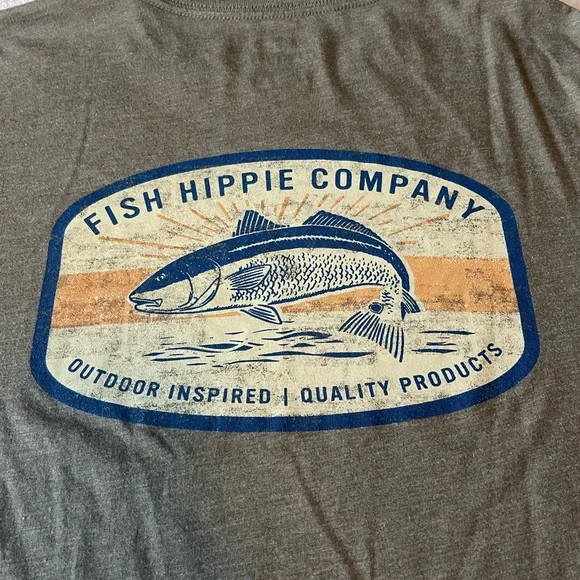 FISH HIPPIE COMPANY
OUTDOOR INSPIRED | QUALITY PRODUCTS